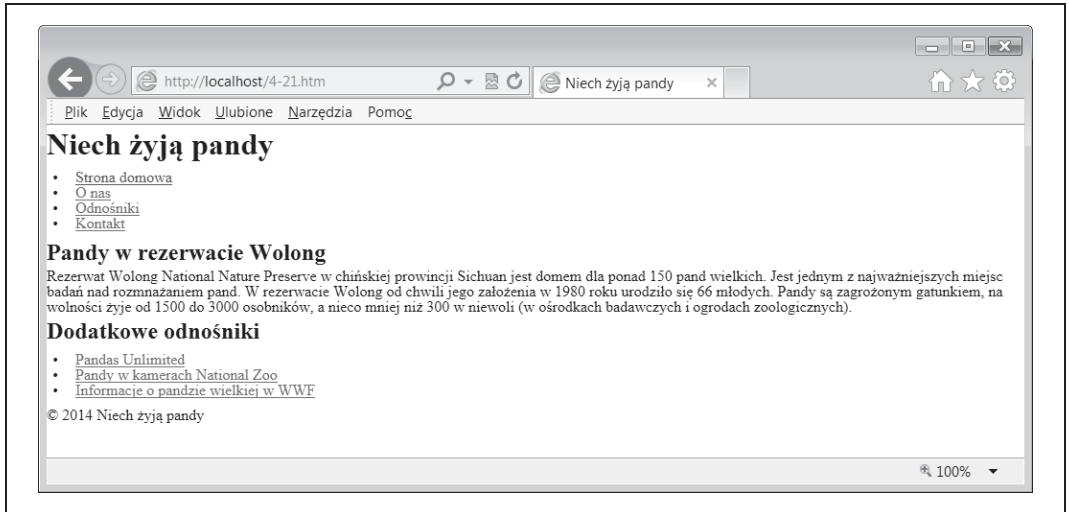 http://localhost/4-21.htm
Niech żyją pandy
Plik Edycja Widok Ulubione Narzędzia Pomoc
Niech żyją pandy
• Strona domowa
• O nas
• Odnośniki
• Kontakt
Pandy w rezerwacie Wolong
Rezerwat Wolong National Nature Preserve w chińskiej prowincji Sichuan jest domem dla ponad 150 pand wielkich. Jest jednym z najważniejszych miejsc
badań nad rozmnażaniem pand. W rezerwacie Wolong od chwili jego założenia w 1980 roku urodziło się 66 młodych. Pandy są zagrożonym gatunkiem, na
wolności żyje od 1500 do 3000 osobników, a nieco mniej niż 300 w niewoli (w ośrodkach badawczych i ogrodach zoologicznych).
Dodatkowe odnośniki
• Pandas Unlimited
• Pandy w kamerach National Zoo
• Informacje o pandzie wielkiej w WWF
© 2014 Niech żyją pandy
100%